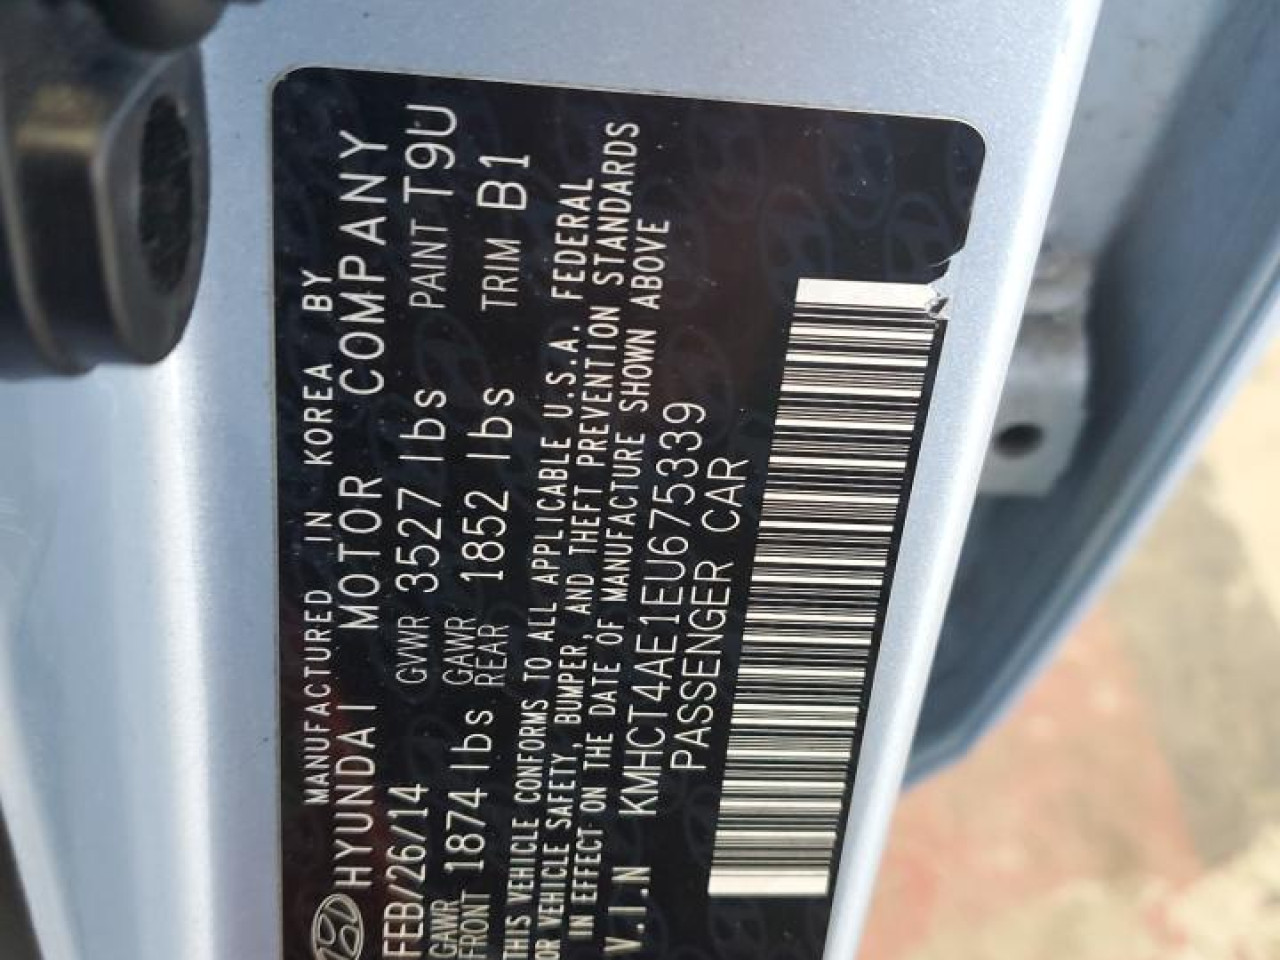 MANUFACTURED IN KOREA BY
HYUNDAI MOTOR COMPANY
FEB/26/14 GVWR 3527 lbs PAINT T9U
GAWR FRONT 1874 lbs GAWR REAR 1852 lbs TRIM B1
THIS VEHICLE CONFORMS TO ALL APPLICABLE U.S.A. FEDERAL
OR VEHICLE SAFETY, BUMPER, AND THEFT PREVENTION STANDARDS
IN EFFECT ON THE DATE OF MANUFACTURE SHOWN ABOVE
V.I.N KMHCT4AE1EU675339
PASSENGER CAR